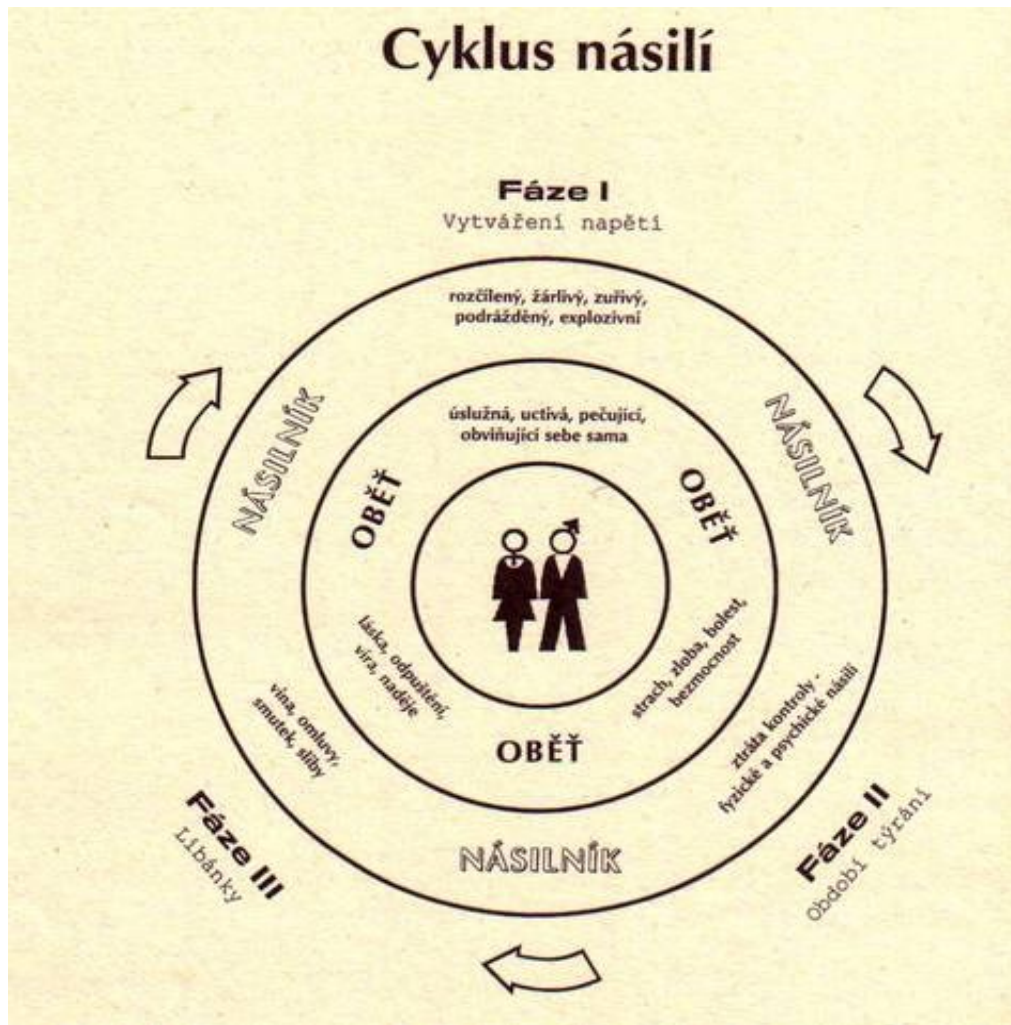 Cyklus násilí
Fáze I
Vytváření napětí
rozčílený, žárlivý, zuřivý,
podrážděný, explozivní
NÁSILNÍK
NÁSILNÍK
úslužná, uctivá, pečující,
obviňující sebe sama
OBĚŤ
OBĚŤ
láska, odpuštění,
víra, naděje
strach, zloba, bolest,
bezmocnost
vina, omluvy,
smutek, sliby
ztráta kontroly -
fyzické a psychické násilí
OBĚŤ
NÁSILNÍK
Fáze III
Líbánky
Fáze II
Období týrání